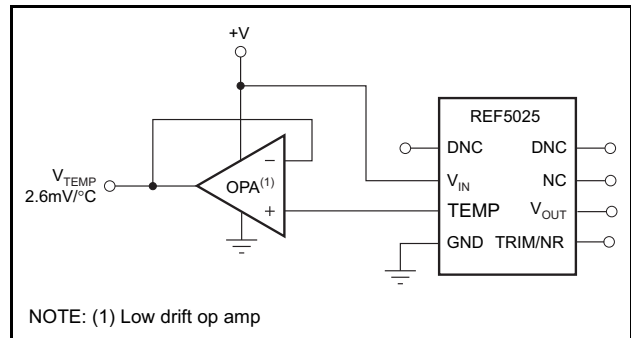 +V
REF5025
DNC DNC
V_TEMP
2.6mV/°C
OPA(1)
−
+
V_IN NC
TEMP V_OUT
GND TRIM/NR
NOTE: (1) Low drift op amp